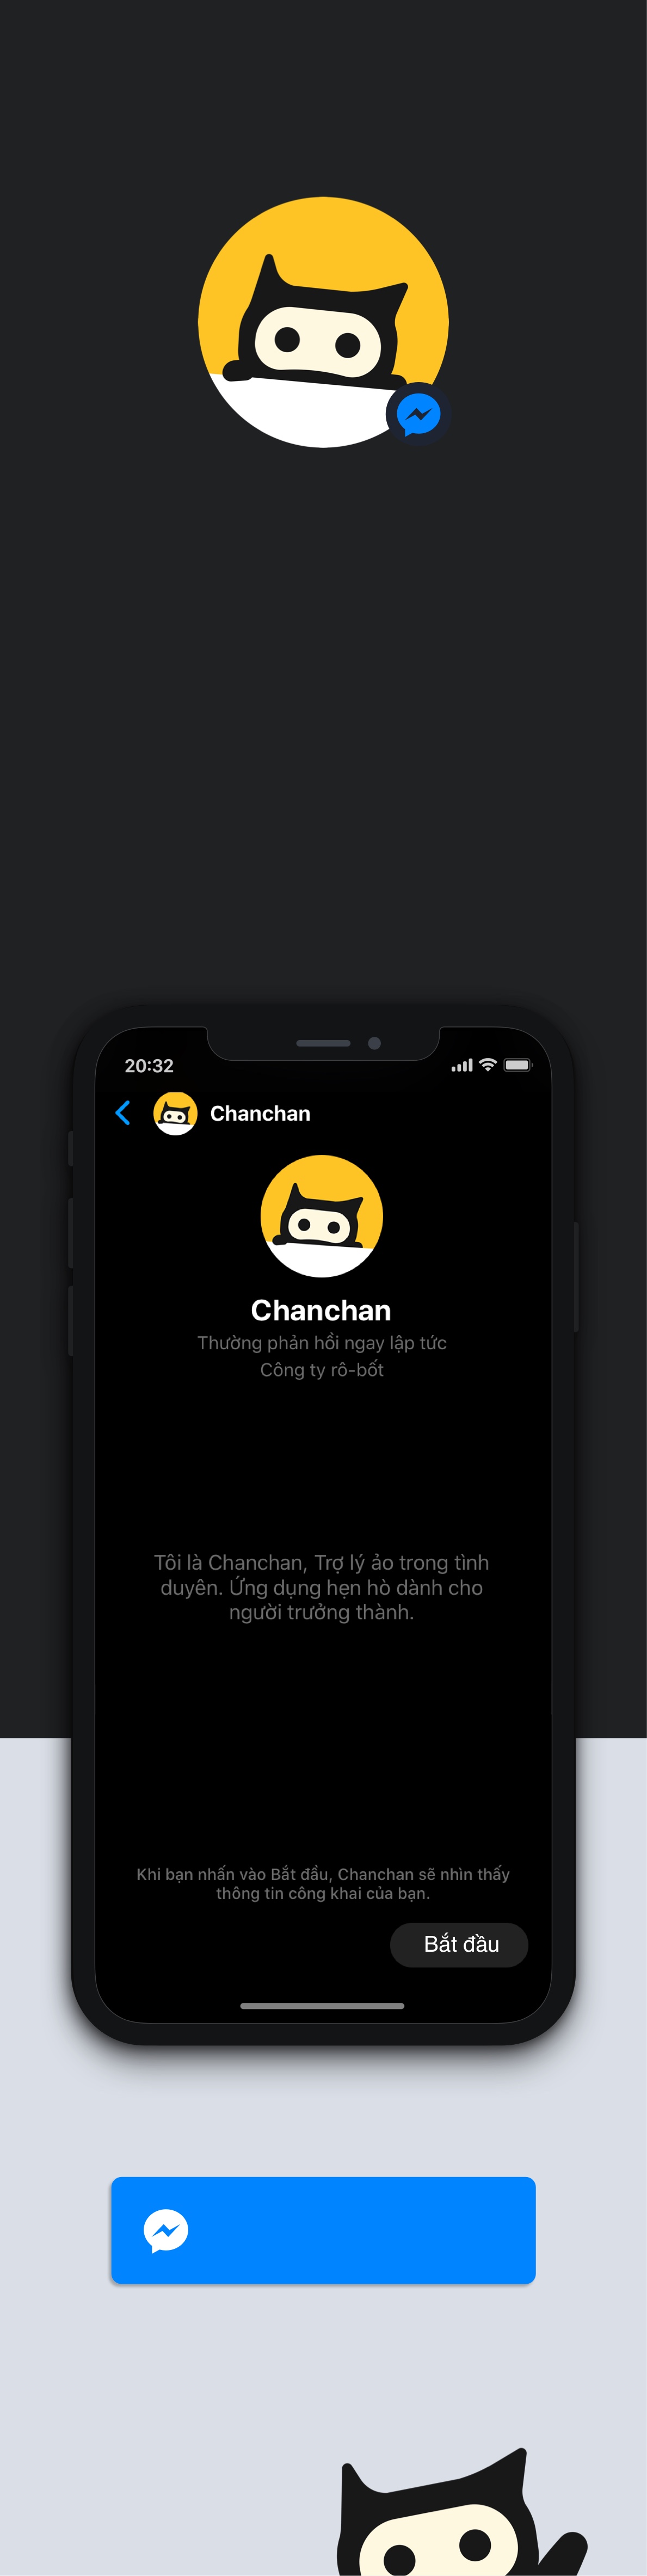 20:32
Chanchan
Chanchan
Thường phản hồi ngay lập tức
Công ty rô-bốt
Tôi là Chanchan, Trợ lý ảo trong tình
duyên. Ứng dụng hẹn hò dành cho
người trưởng thành.
Khi bạn nhấn vào Bắt đầu, Chanchan sẽ nhìn thấy
thông tin công khai của bạn.
Bắt đầu